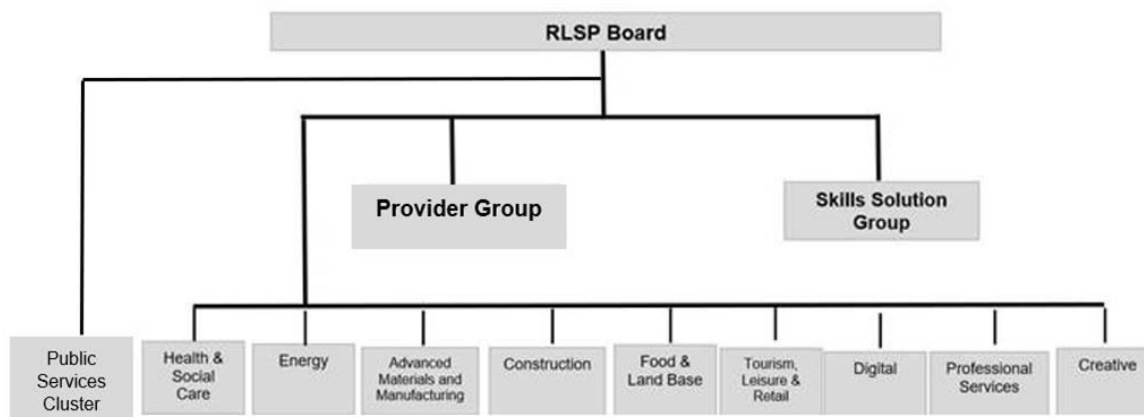 RLSP Board
Provider Group
Skills Solution
Group
Public
Services
Cluster
Health &
Social
Care
Energy
Advanced
Materials and
Manufacturing
Construction
Food &
Land Base
Tourism,
Leisure &
Retail
Digital
Professional
Services
Creative